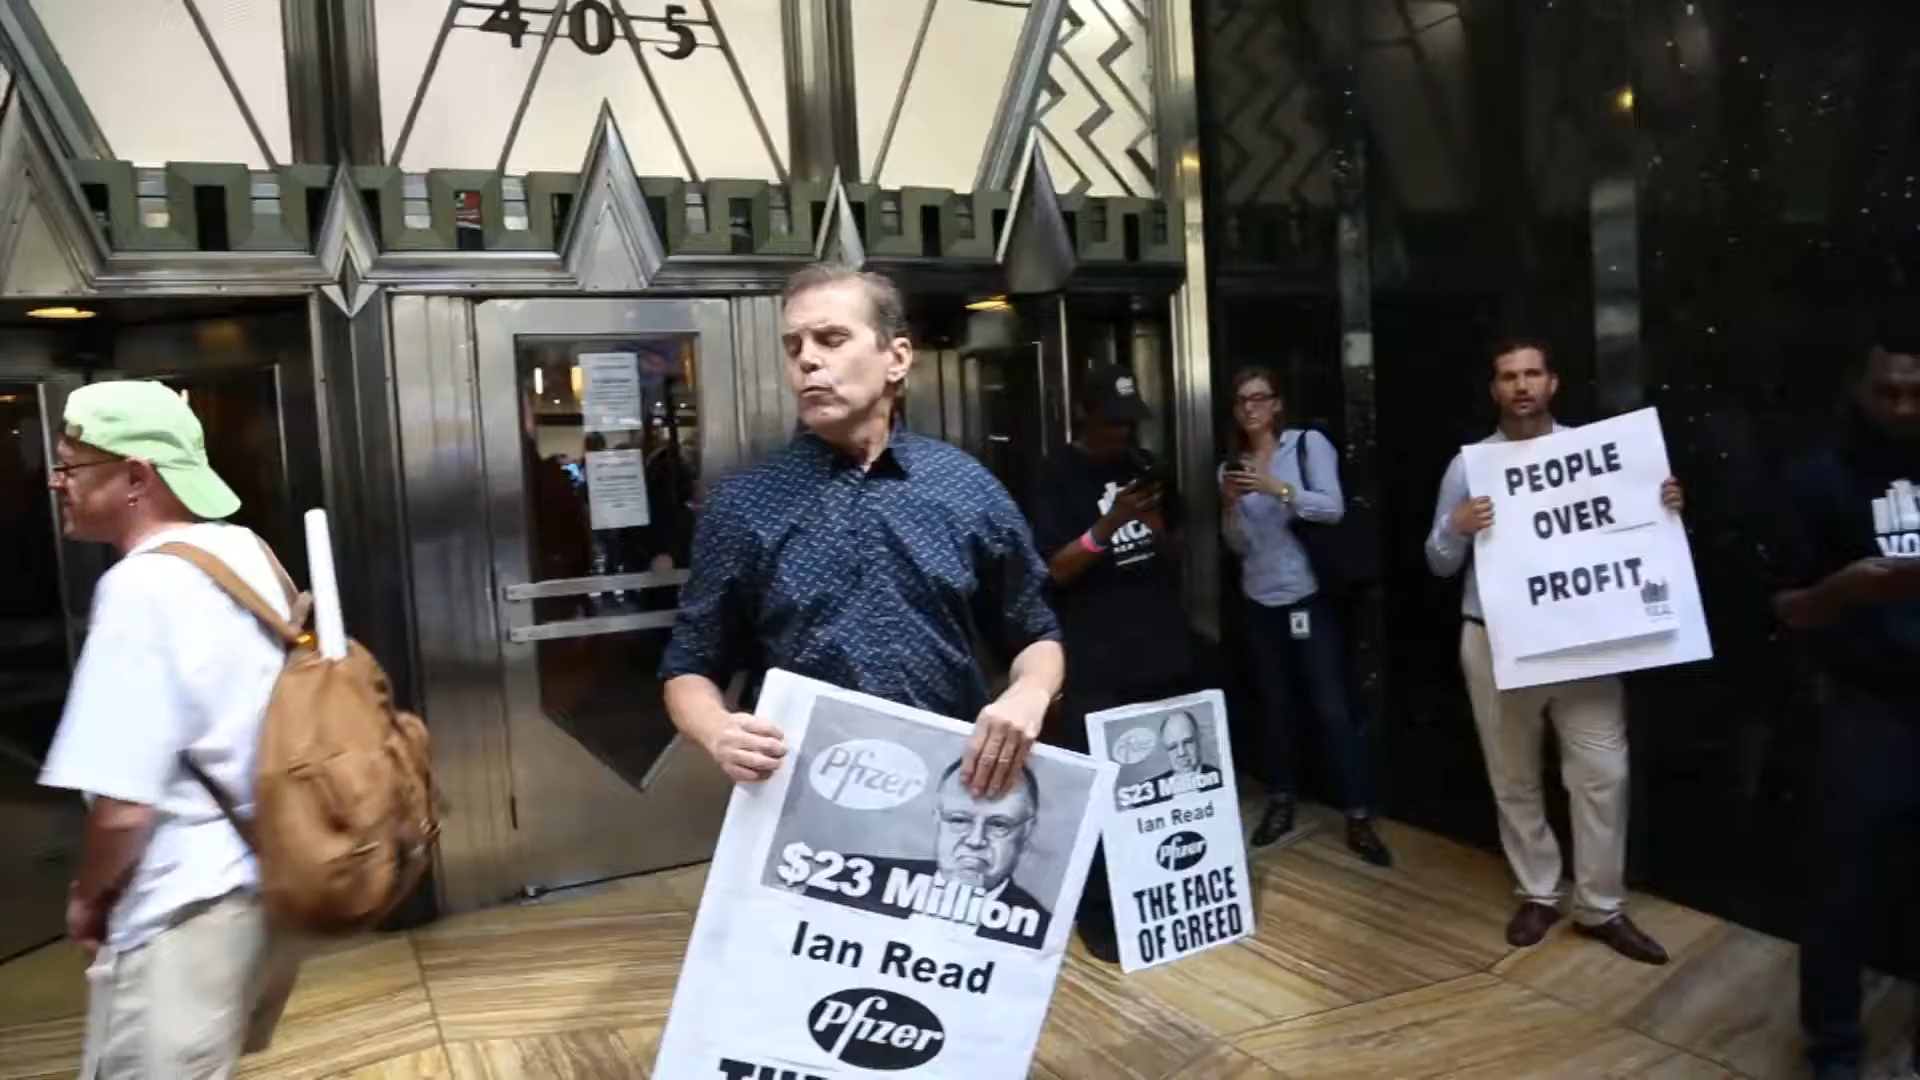 405
Pfizer
$23 Million
Ian Read
Pfizer
Pfizer
$23 Million
Ian Read
Pfizer
THE FACE
OF GREED
PEOPLE
OVER
PROFIT